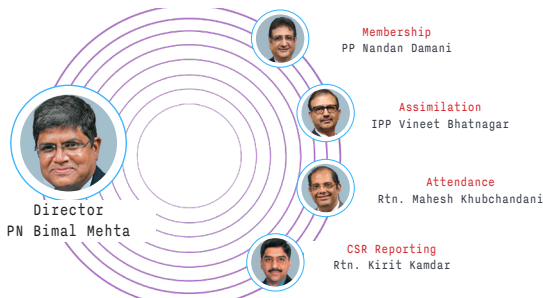 Membership
PP Nandan Damani
Assimilation
IPP Vineet Bhatnagar
Attendance
Rtn. Mahesh Khubchandani
Director
PN Bimal Mehta
CSR Reporting
Rtn. Kirit Kamdar